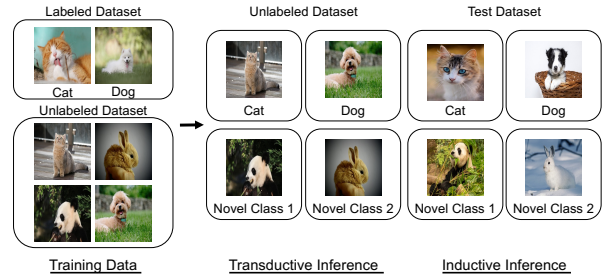 Labeled Dataset
Cat Dog
Unlabeled Dataset
Training Data
Unlabeled Dataset
Cat
Dog
Novel Class 1
Novel Class 2
Transductive Inference
Test Dataset
Cat
Dog
Novel Class 1
Novel Class 2
Inductive Inference